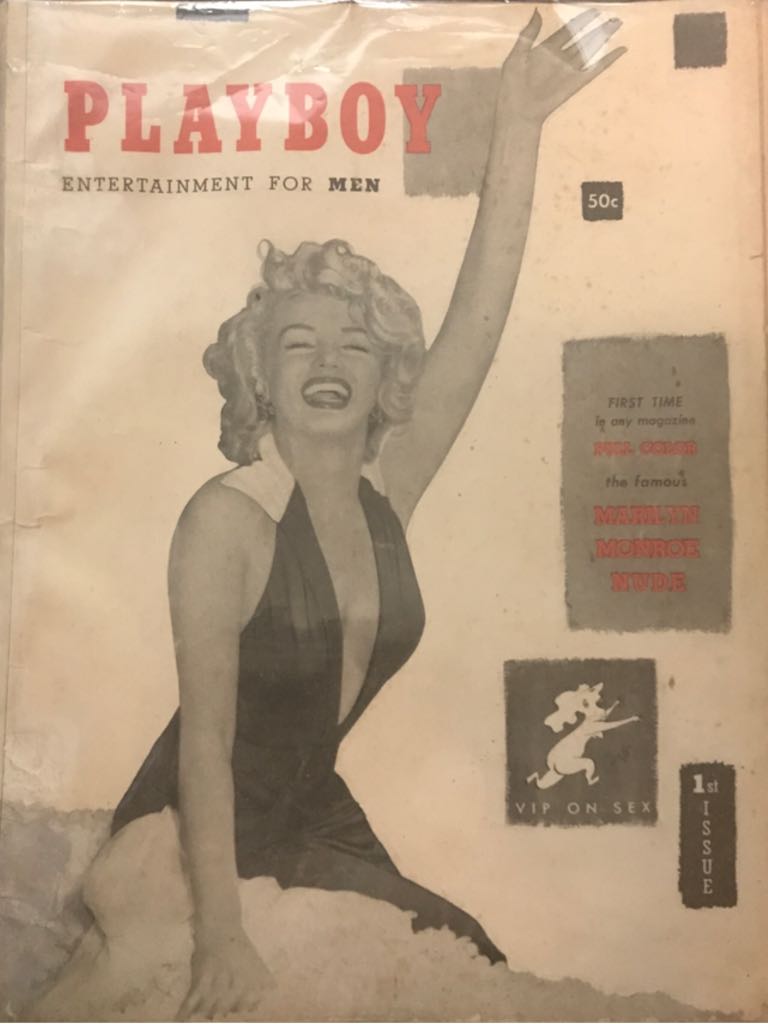 PLAYBOY
ENTERTAINMENT FOR MEN
50c
FIRST TIME
in any magazine
FULL COLOR
the famous
MARILYN
MONROE
NUDE
VIP ON SEX
1st
ISSUE